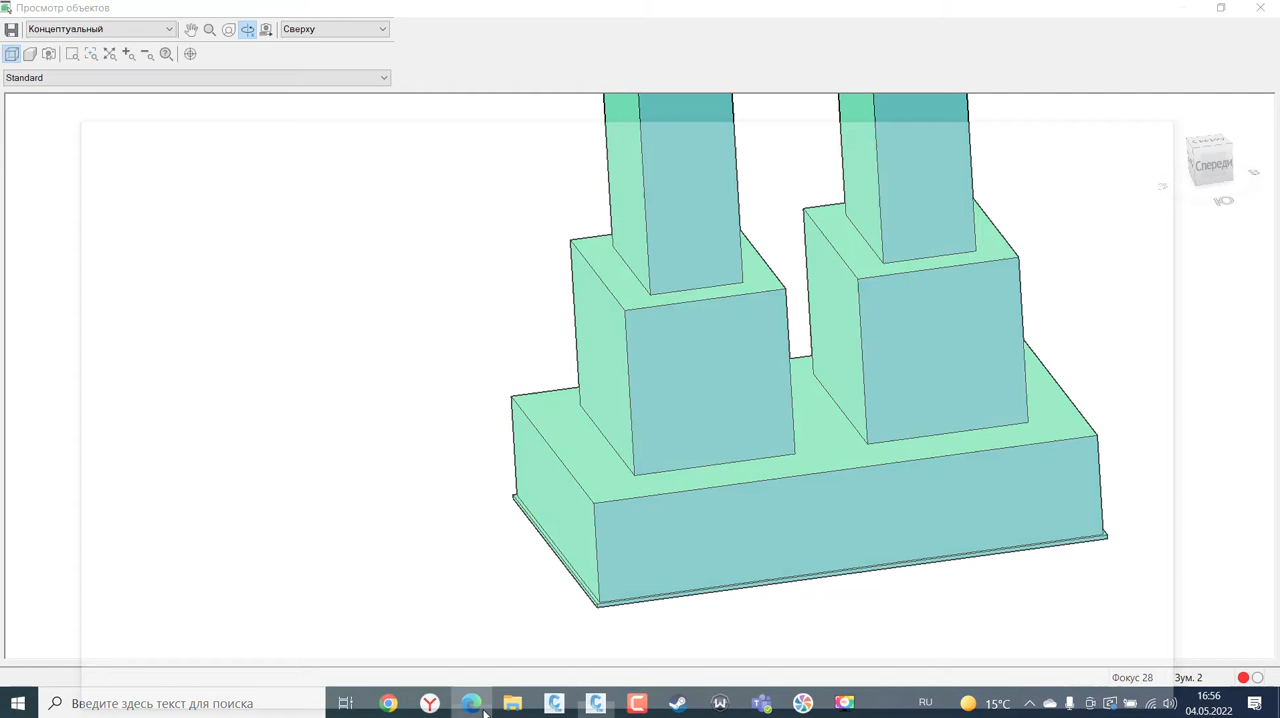 Просмотр объектов
Концептуальный
Сверху
Standard
Спереди
Ю
Фокус 28
Зум. 2
Введите здесь текст для поиска
RU
15°C
16:56
04.05.2022